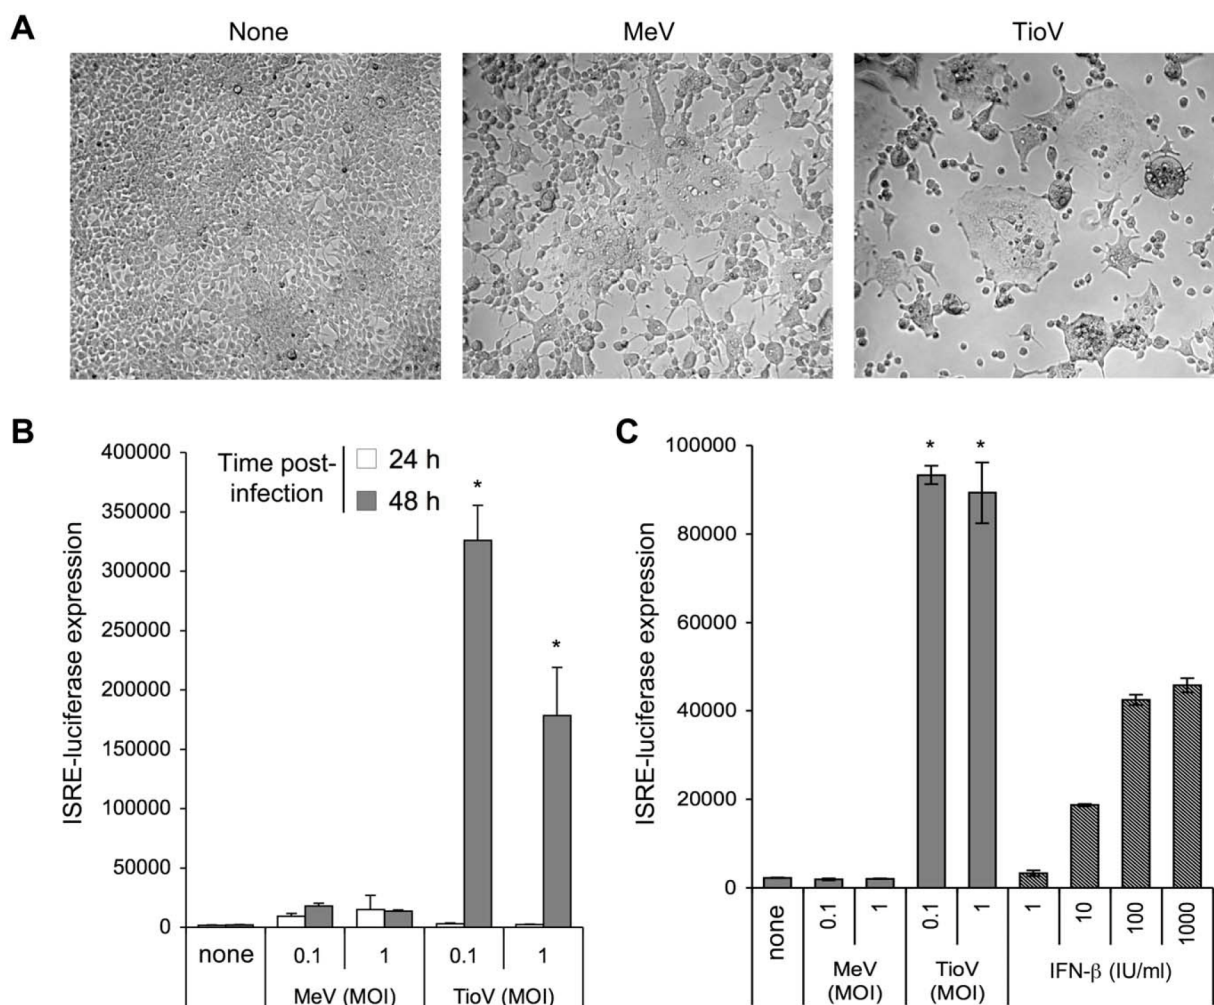 A
None
MeV
TioV
B
ISRE-luciferase expression
400000
350000
300000
250000
200000
150000
100000
50000
0
Time post-
infection
24 h
48 h
*
*
none
0.1
1
0.1
1
MeV (MOI)
TioV (MOI)
C
ISRE-luciferase expression
100000
80000
60000
40000
20000
0
*
*
none
0.1
1
0.1
1
1
10
100
1000
MeV
(MOI)
TioV
(MOI)
IFN-β (IU/ml)